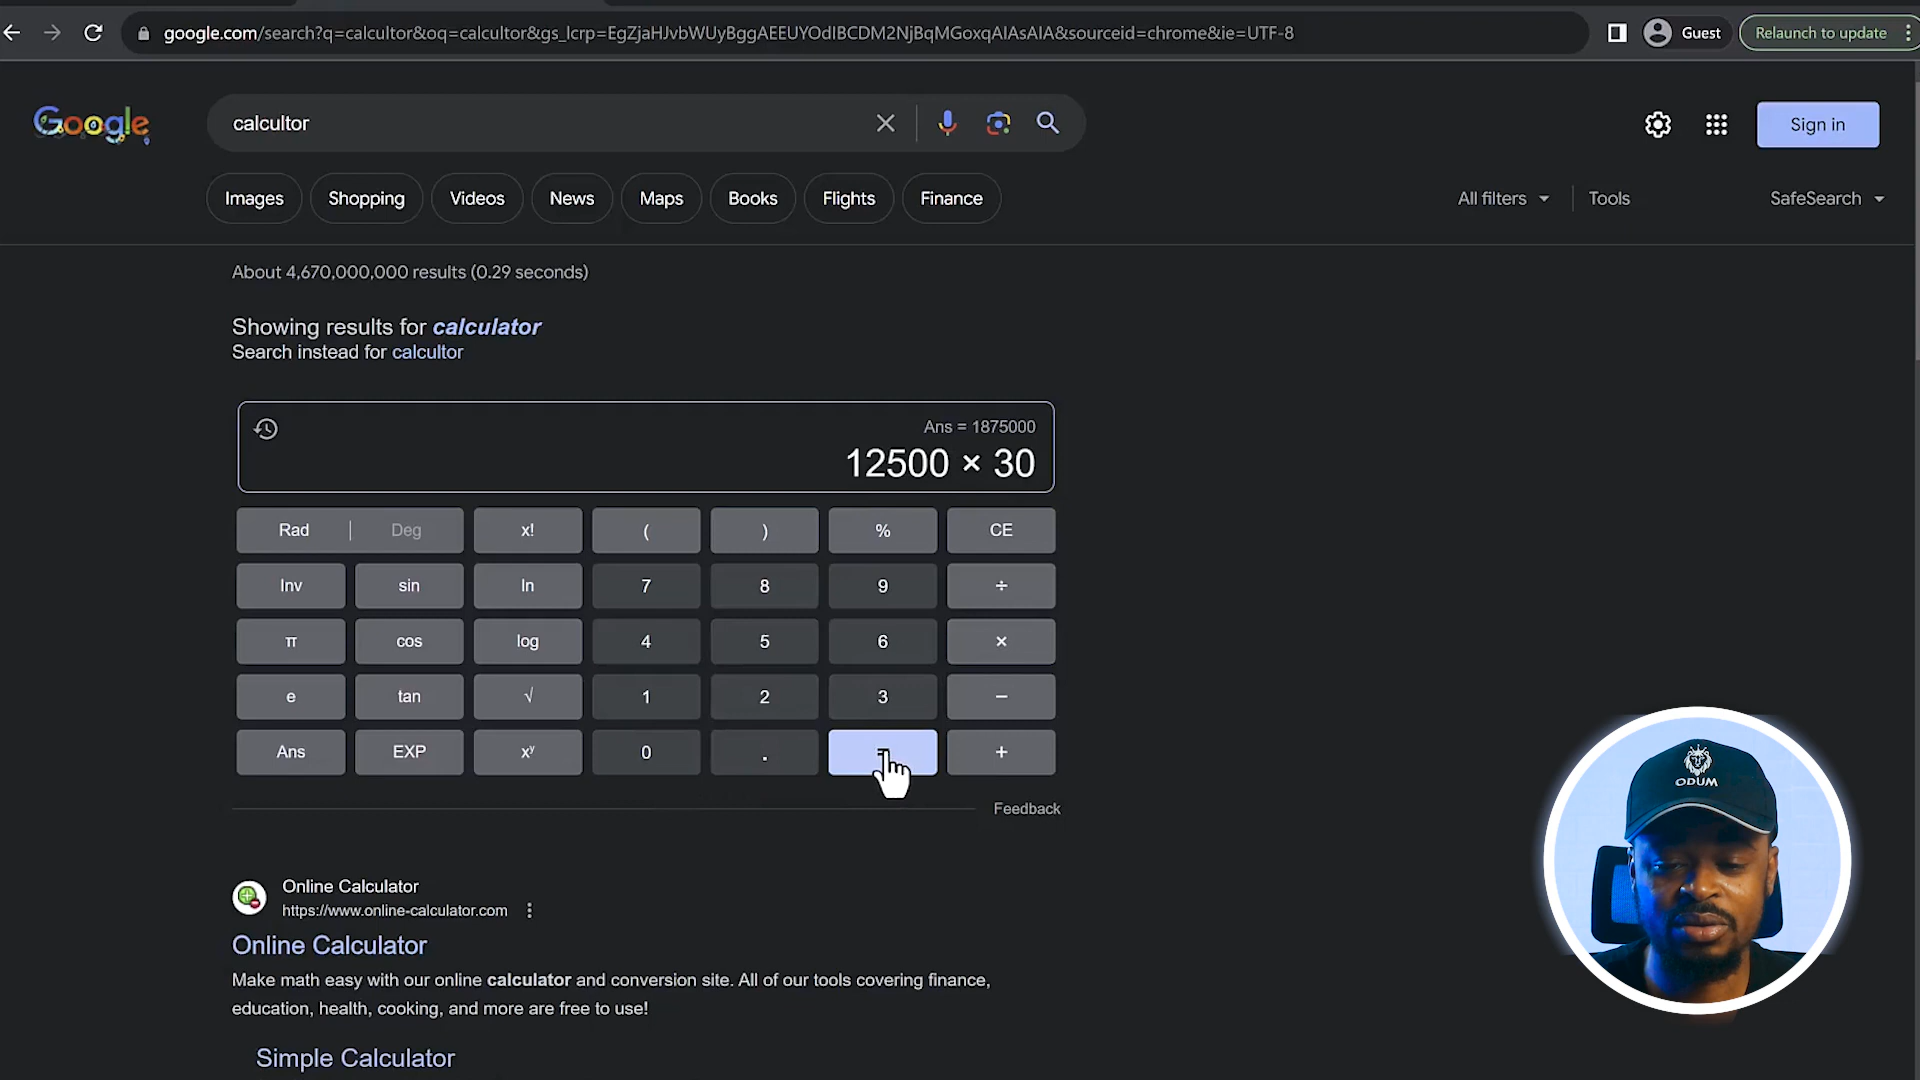 google.com/search?q=calcultor&oq=calcultor&gs_lcrp=EgZjaHJvbWUyBggAEEUYOdIBCDM2NjBqMGoxqAIAsAIA&sourceid=chrome&ie=UTF-8
Guest
Relaunch to update
Google
calcultor
Sign in
Images
Shopping
Videos
News
Maps
Books
Flights
Finance
All filters
Tools
SafeSearch
About 4,670,000,000 results (0.29 seconds)
Showing results for calculator
Search instead for calcultor
Ans = 1875000
12500 × 30
Rad | Deg x! ( ) % CE
Inv sin ln 7 8 9 ÷
π cos log 4 5 6 ×
e tan √ 1 2 3 −
Ans EXP xʸ 0 . = +
Feedback
Online Calculator
https://www.online-calculator.com
Online Calculator
Make math easy with our online calculator and conversion site. All of our tools covering finance,
education, health, cooking, and more are free to use!
Simple Calculator
ODUM